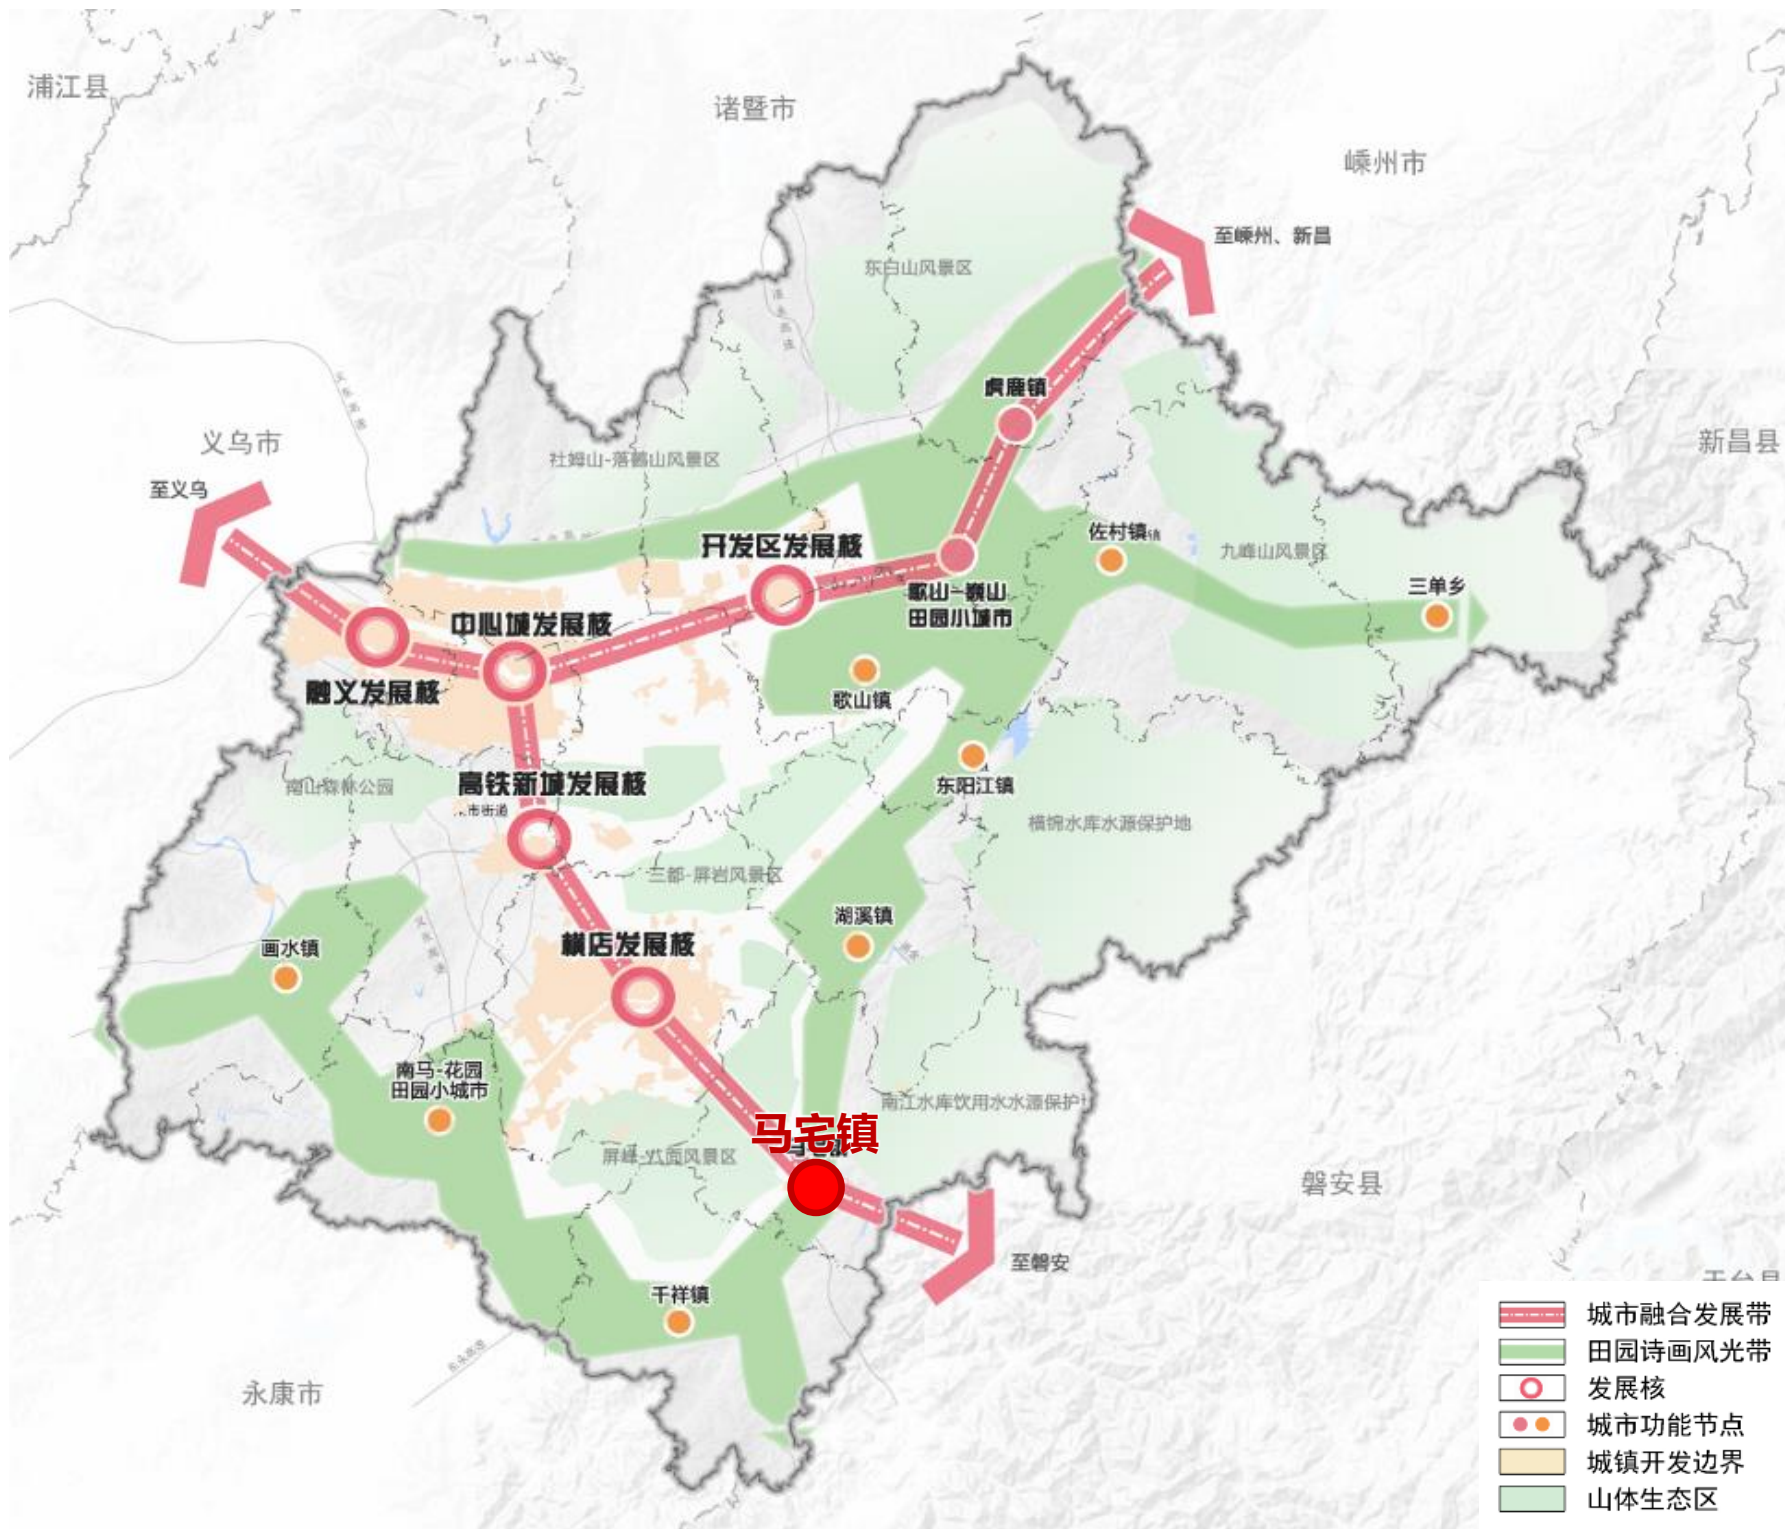 浦江县
诸暨市
嵊州市
至嵊州、新昌
东白山风景区
虎鹿镇
义乌市
新昌县
社姆山-落鹤山风景区
至义乌
开发区发展核
佐村镇
九峰山风景区
三单乡
歌山-巍山
田园小城市
中心城发展核
融义发展核
歌山镇
高铁新城发展核
南山森林公园
市街道
东阳江镇
横锦水库水源保护地
三都-屏岩风景区
湖溪镇
横店发展核
画水镇
南马-花园
田园小城市
南江水库饮用水水源保护
马宅镇
屏峰-八面风景区
磐安县
至磐安
千祥镇
永康市
城市融合发展带
田园诗画风光带
发展核
城市功能节点
城镇开发边界
山体生态区